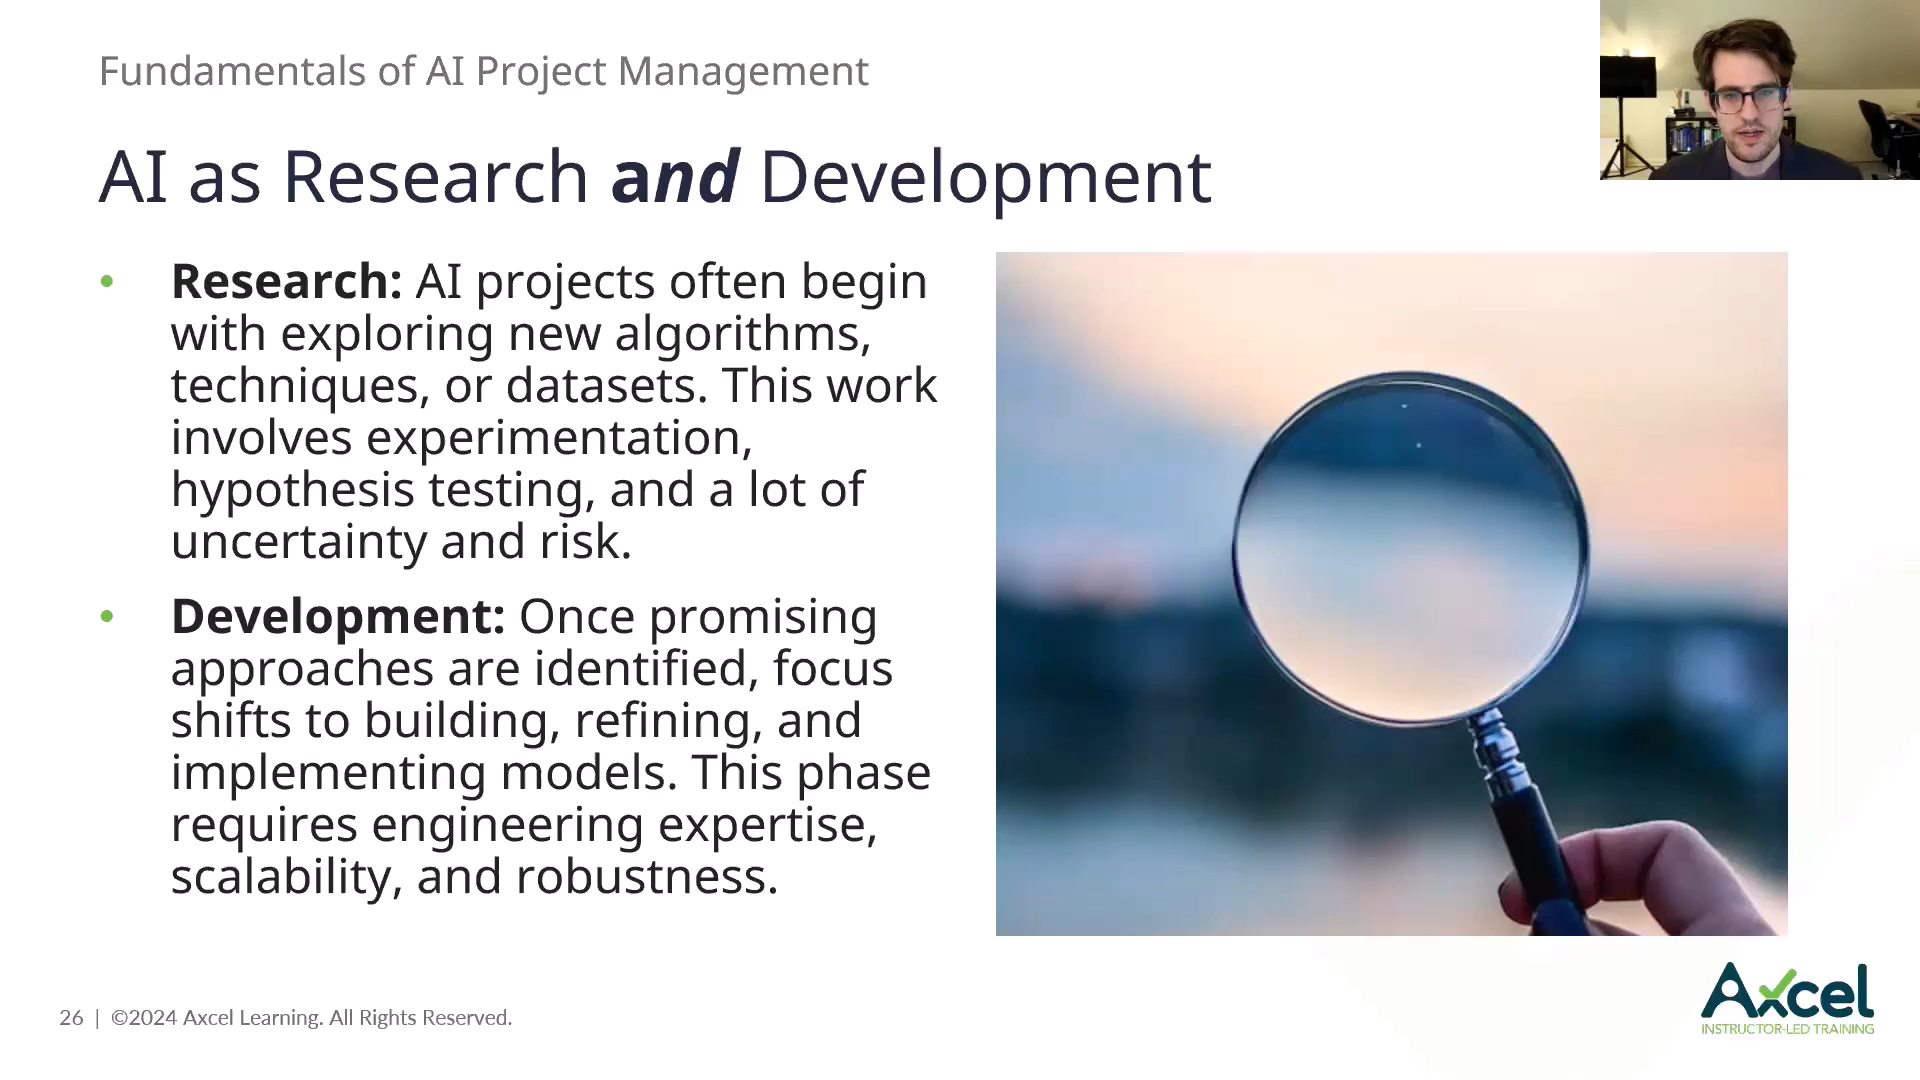 Fundamentals of AI Project Management
AI as Research and Development
• Research: AI projects often begin
with exploring new algorithms,
techniques, or datasets. This work
involves experimentation,
hypothesis testing, and a lot of
uncertainty and risk.
• Development: Once promising
approaches are identified, focus
shifts to building, refining, and
implementing models. This phase
requires engineering expertise,
scalability, and robustness.
26 | ©2024 Axcel Learning. All Rights Reserved.
Axcel
INSTRUCTOR-LED TRAINING